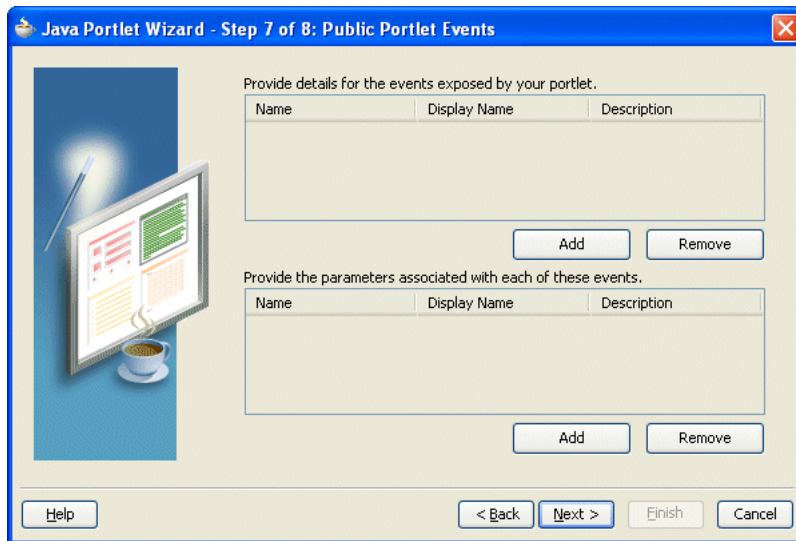 Java Portlet Wizard - Step 7 of 8: Public Portlet Events
Provide details for the events exposed by your portlet.
Name Display Name Description
Add Remove
Provide the parameters associated with each of these events.
Name Display Name Description
Add Remove
Help < Back Next > Finish Cancel